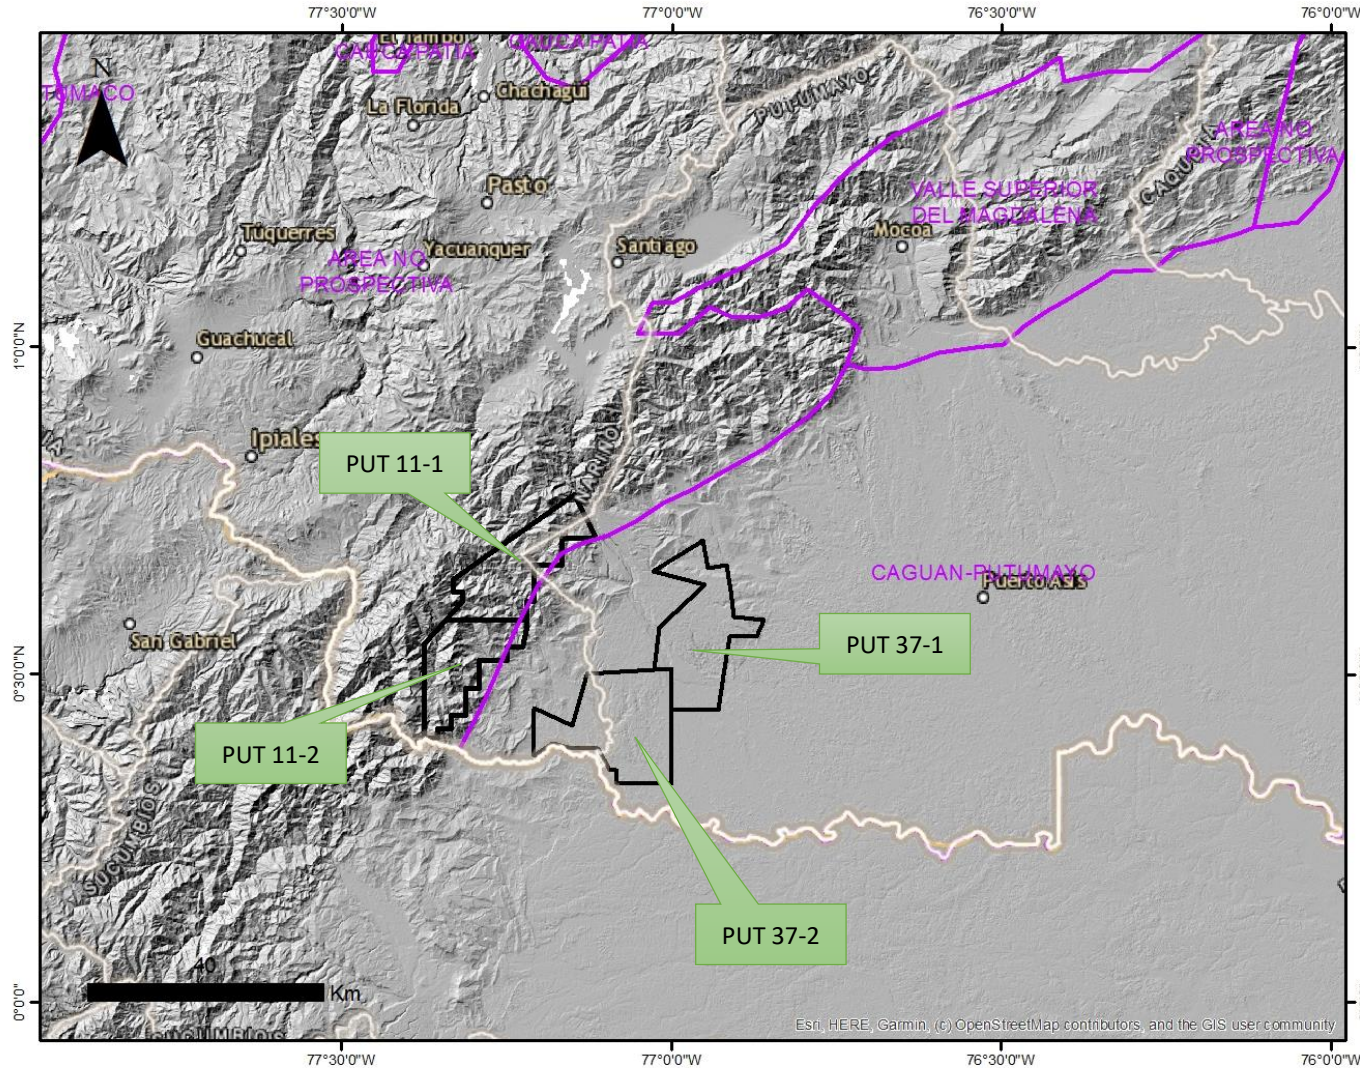 77°30'0"W
77°0'0"W
76°30'0"W
76°0'0"W
El Tambo
CAUCA PATIA
CAUCA PATIA
N
TUMACO
La Florida
Chachagui
PUTUMAYO
AREA NO
PROSPECTIVA
CAQUETA
Pasto
VALLE SUPERIOR
DEL MAGDALENA
Mocoa
Tuquerres
Yacuanquer
Santiago
AREA NO
PROSPECTIVA
Guachucal
1°0'0"N
Ipiales
PUT 11-1
NARIÑO
CAGUAN-PUTUMAYO
Puerto Asis
San Gabriel
PUT 37-1
0°30'0"N
PUT 11-2
SUCUMBIOS
PUT 37-2
40
Km
0°0'0"
SUCUMBIOS
Esri, HERE, Garmin, (c) OpenStreetMap contributors, and the GIS user community
77°30'0"W
77°0'0"W
76°30'0"W
76°0'0"W